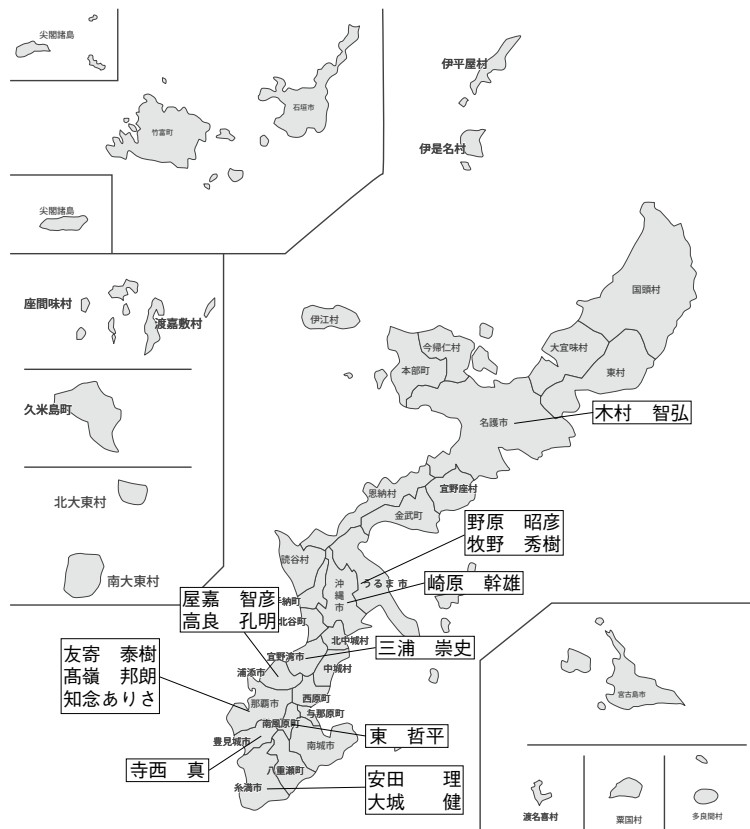 尖閣諸島
伊平屋村
石垣市
竹富町
伊是名村
尖閣諸島
国頭村
座間味村
渡嘉敷村
伊江村
今帰仁村
大宜味村
本部町
東村
久米島町
木村 智弘
名護市
恩納村
宜野座村
北大東村
金武町
野原 昭彦
牧野 秀樹
読谷村
南大東村
沖縄市
うるま市
崎原 幹雄
屋嘉 智彦
高良 孔明
手納町
北谷町
北中城村
三浦 崇史
宜野湾市
中城村
友寄 泰樹
髙嶺 邦朗
知念ありさ
浦添市
西原町
宮古島市
那覇市
与那原町
南風原町
東 哲平
豊見城市
南城市
寺西 真
八重瀬町
安田 理
大城 健
糸満市
渡名喜村
粟国村
多良間村